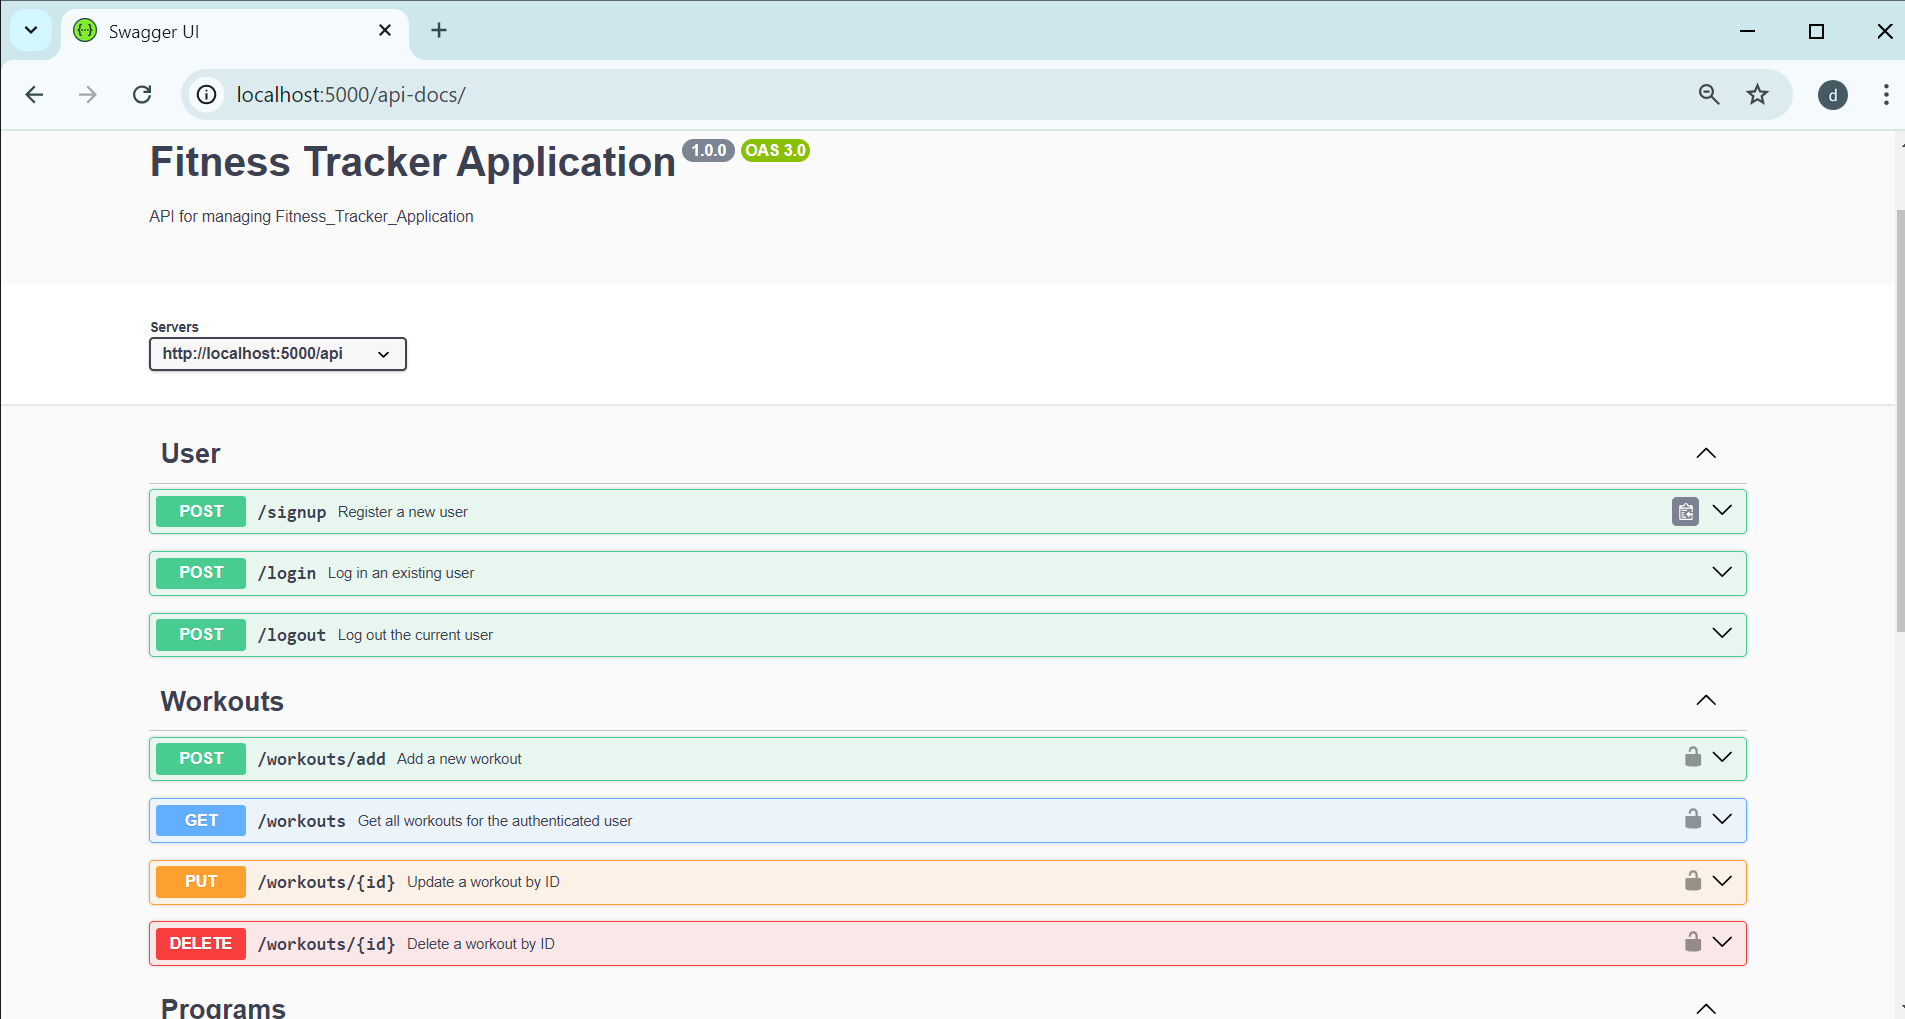 Swagger UI
localhost:5000/api-docs/
d
Fitness Tracker Application 1.0.0 OAS 3.0
API for managing Fitness_Tracker_Application
Servers
http://localhost:5000/api
User
POST /signup Register a new user
POST /login Log in an existing user
POST /logout Log out the current user
Workouts
POST /workouts/add Add a new workout
GET /workouts Get all workouts for the authenticated user
PUT /workouts/{id} Update a workout by ID
DELETE /workouts/{id} Delete a workout by ID
Programs